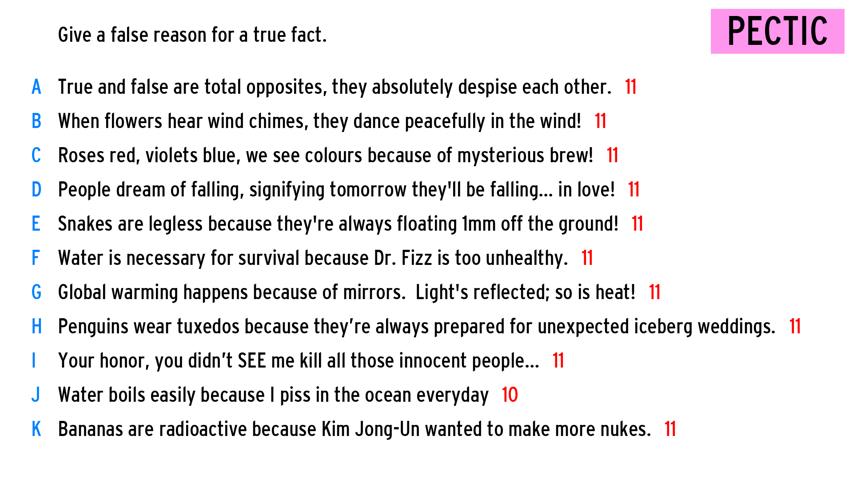 Give a false reason for a true fact.
PECTIC
A True and false are total opposites, they absolutely despise each other. 11
B When flowers hear wind chimes, they dance peacefully in the wind! 11
C Roses red, violets blue, we see colours because of mysterious brew! 11
D People dream of falling, signifying tomorrow they'll be falling... in love! 11
E Snakes are legless because they're always floating 1mm off the ground! 11
F Water is necessary for survival because Dr. Fizz is too unhealthy. 11
G Global warming happens because of mirrors. Light's reflected; so is heat! 11
H Penguins wear tuxedos because they’re always prepared for unexpected iceberg weddings. 11
I Your honor, you didn’t SEE me kill all those innocent people... 11
J Water boils easily because I piss in the ocean everyday 10
K Bananas are radioactive because Kim Jong-Un wanted to make more nukes. 11